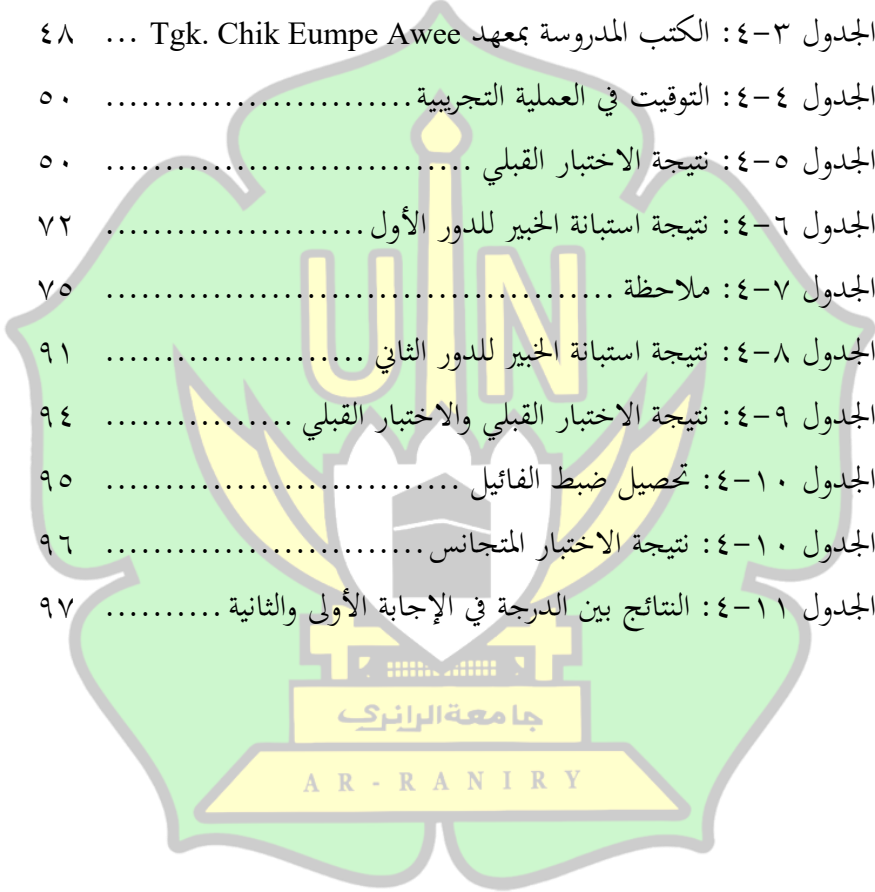 الجدول ٣-٤: الكتب المدروسة بمعهد Tgk. Chik Eumpe Awee ... ٤٨
الجدول ٤-٤: التوقيت في العملية التجريبية .......................... ٥٠
الجدول ٥-٤: نتيجة الاختبار القبلي ............................... ٥٠
الجدول ٦-٤: نتيجة استبانة الخبير للدور الأول ...................... ٧٢
الجدول ٧-٤: ملاحظة ........................................... ٧٥
الجدول ٨-٤: نتيجة استبانة الخبير للدور الثاني ...................... ٩١
الجدول ٩-٤: نتيجة الاختبار القبلي والاختبار القبلي ................ ٩٤
الجدول ١٠-٤: تحصيل ضبط الفائيل .............................. ٩٥
الجدول ١٠-٤: نتيجة الاختبار المتجانس ........................... ٩٦
الجدول ١١-٤: النتائج بين الدرجة في الإجابة الأولى والثانية .......... ٩٧
UIN
جامعة الرانري
AR - RANIRY